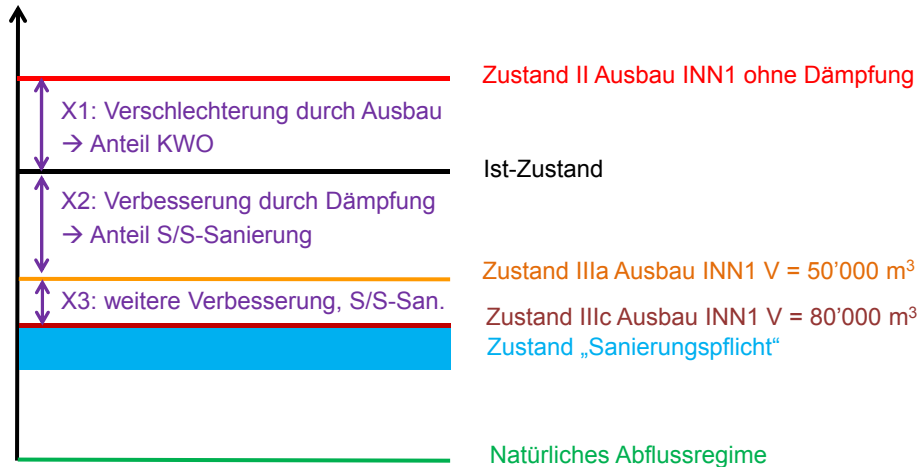 Zustand II Ausbau INN1 ohne Dämpfung
X1: Verschlechterung durch Ausbau
→ Anteil KWO
Ist-Zustand
X2: Verbesserung durch Dämpfung
→ Anteil S/S-Sanierung
Zustand IIIa Ausbau INN1 V = 50’000 m³
X3: weitere Verbesserung, S/S-San.
Zustand IIIc Ausbau INN1 V = 80’000 m³
Zustand „Sanierungspflicht“
Natürliches Abflussregime